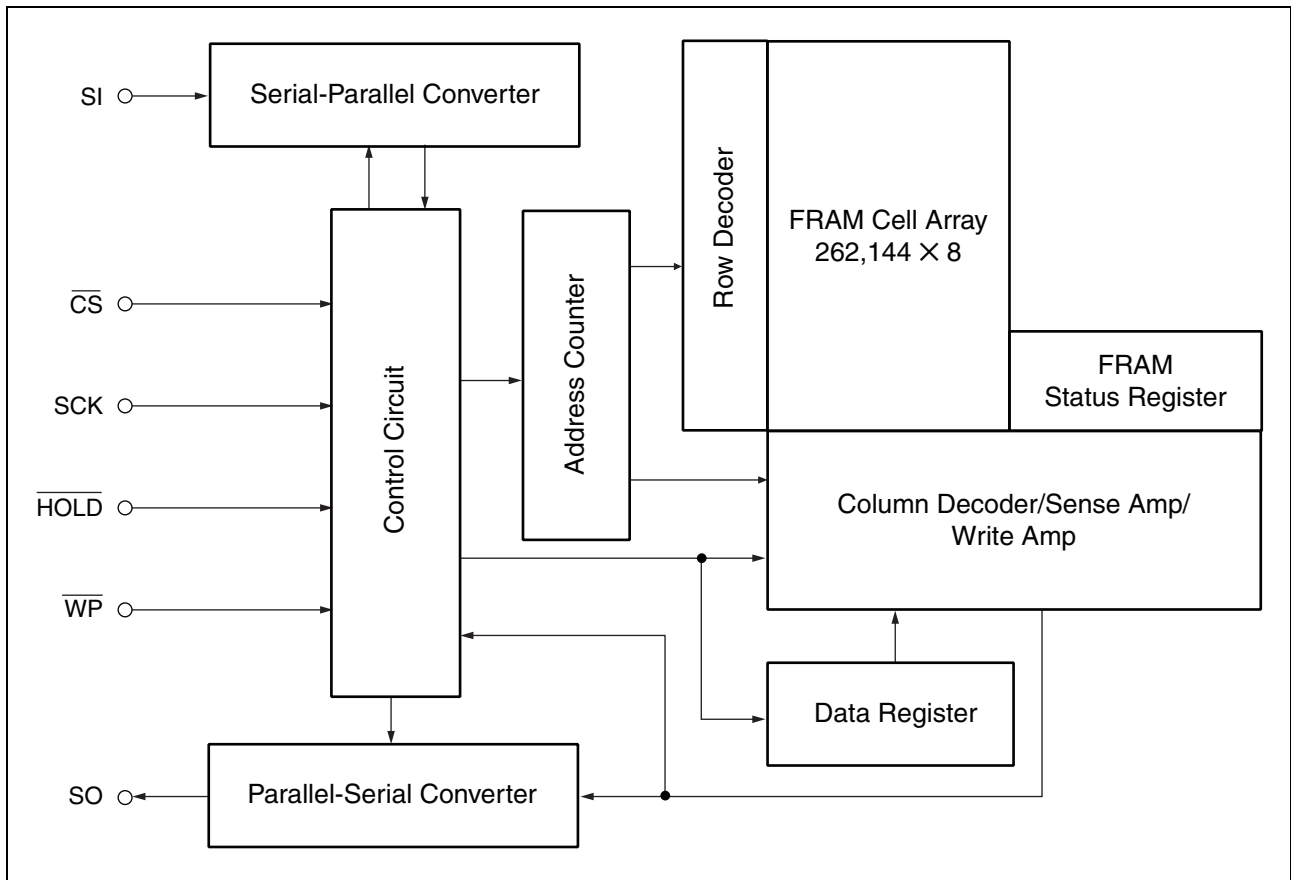 SI
Serial-Parallel Converter
CS
SCK
HOLD
WP
Control Circuit
Address Counter
Row Decoder
FRAM Cell Array
262,144 × 8
FRAM
Status Register
Column Decoder/Sense Amp/
Write Amp
Data Register
SO
Parallel-Serial Converter